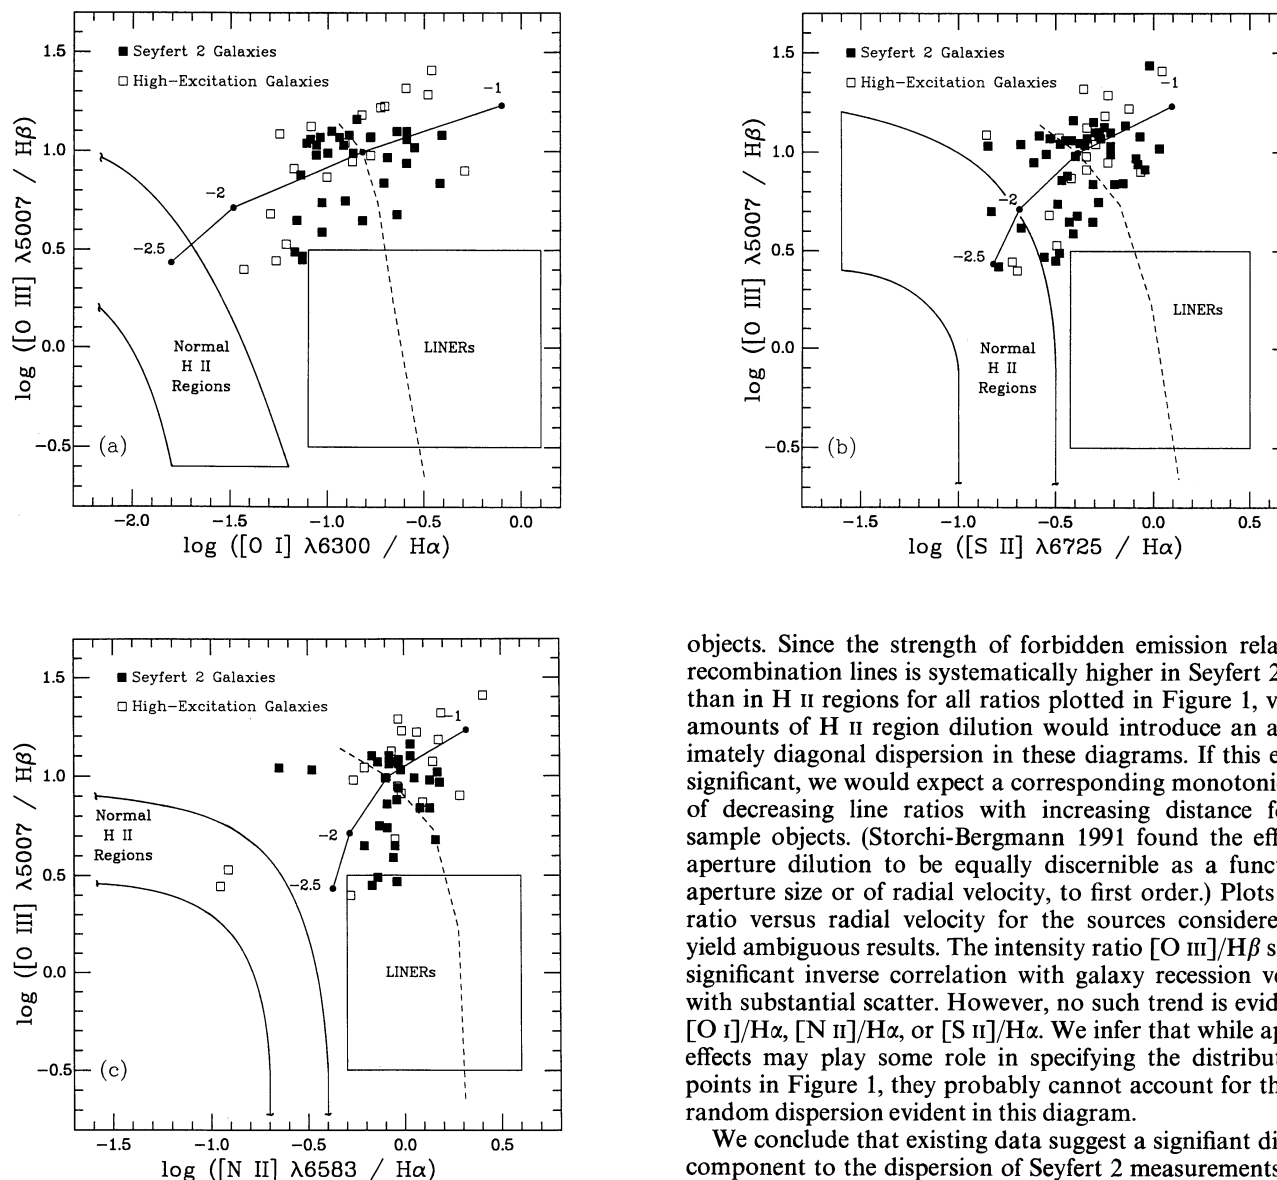 1.5
1.0
0.5
0.0
−0.5
log ([O III] λ5007 / Hβ)
■ Seyfert 2 Galaxies
□ High−Excitation Galaxies
−1
−2
−2.5
Normal
H II
Regions
LINERs
(a)
−2.0 −1.5 −1.0 −0.5 0.0
log ([O I] λ6300 / Hα)
1.5
1.0
0.5
0.0
−0.5
log ([O III] λ5007 / Hβ)
■ Seyfert 2 Galaxies
□ High−Excitation Galaxies
−1
−2
−2.5
LINERs
Normal
H II
Regions
(b)
−1.5 −1.0 −0.5 0.0 0.5
log ([S II] λ6725 / Hα)
1.5
1.0
0.5
0.0
−0.5
log ([O III] λ5007 / Hβ)
■ Seyfert 2 Galaxies
□ High−Excitation Galaxies
−1
−2
−2.5
Normal
H II
Regions
LINERs
(c)
−1.5 −1.0 −0.5 0.0 0.5
log ([N II] λ6583 / Hα)
objects. Since the strength of forbidden emission rela
recombination lines is systematically higher in Seyfert 2
than in H II regions for all ratios plotted in Figure 1, v
amounts of H II region dilution would introduce an a
imately diagonal dispersion in these diagrams. If this e
significant, we would expect a corresponding monotoni
of decreasing line ratios with increasing distance f
sample objects. (Storchi-Bergmann 1991 found the eff
aperture dilution to be equally discernible as a funct
aperture size or of radial velocity, to first order.) Plots
ratio versus radial velocity for the sources considere
yield ambiguous results. The intensity ratio [O III]/Hβ s
significant inverse correlation with galaxy recession ve
with substantial scatter. However, no such trend is evid
[O I]/Hα, [N II]/Hα, or [S II]/Hα. We infer that while ap
effects may play some role in specifying the distribut
points in Figure 1, they probably cannot account for th
random dispersion evident in this diagram.
We conclude that existing data suggest a signifiant di
component to the dispersion of Seyfert 2 measurements